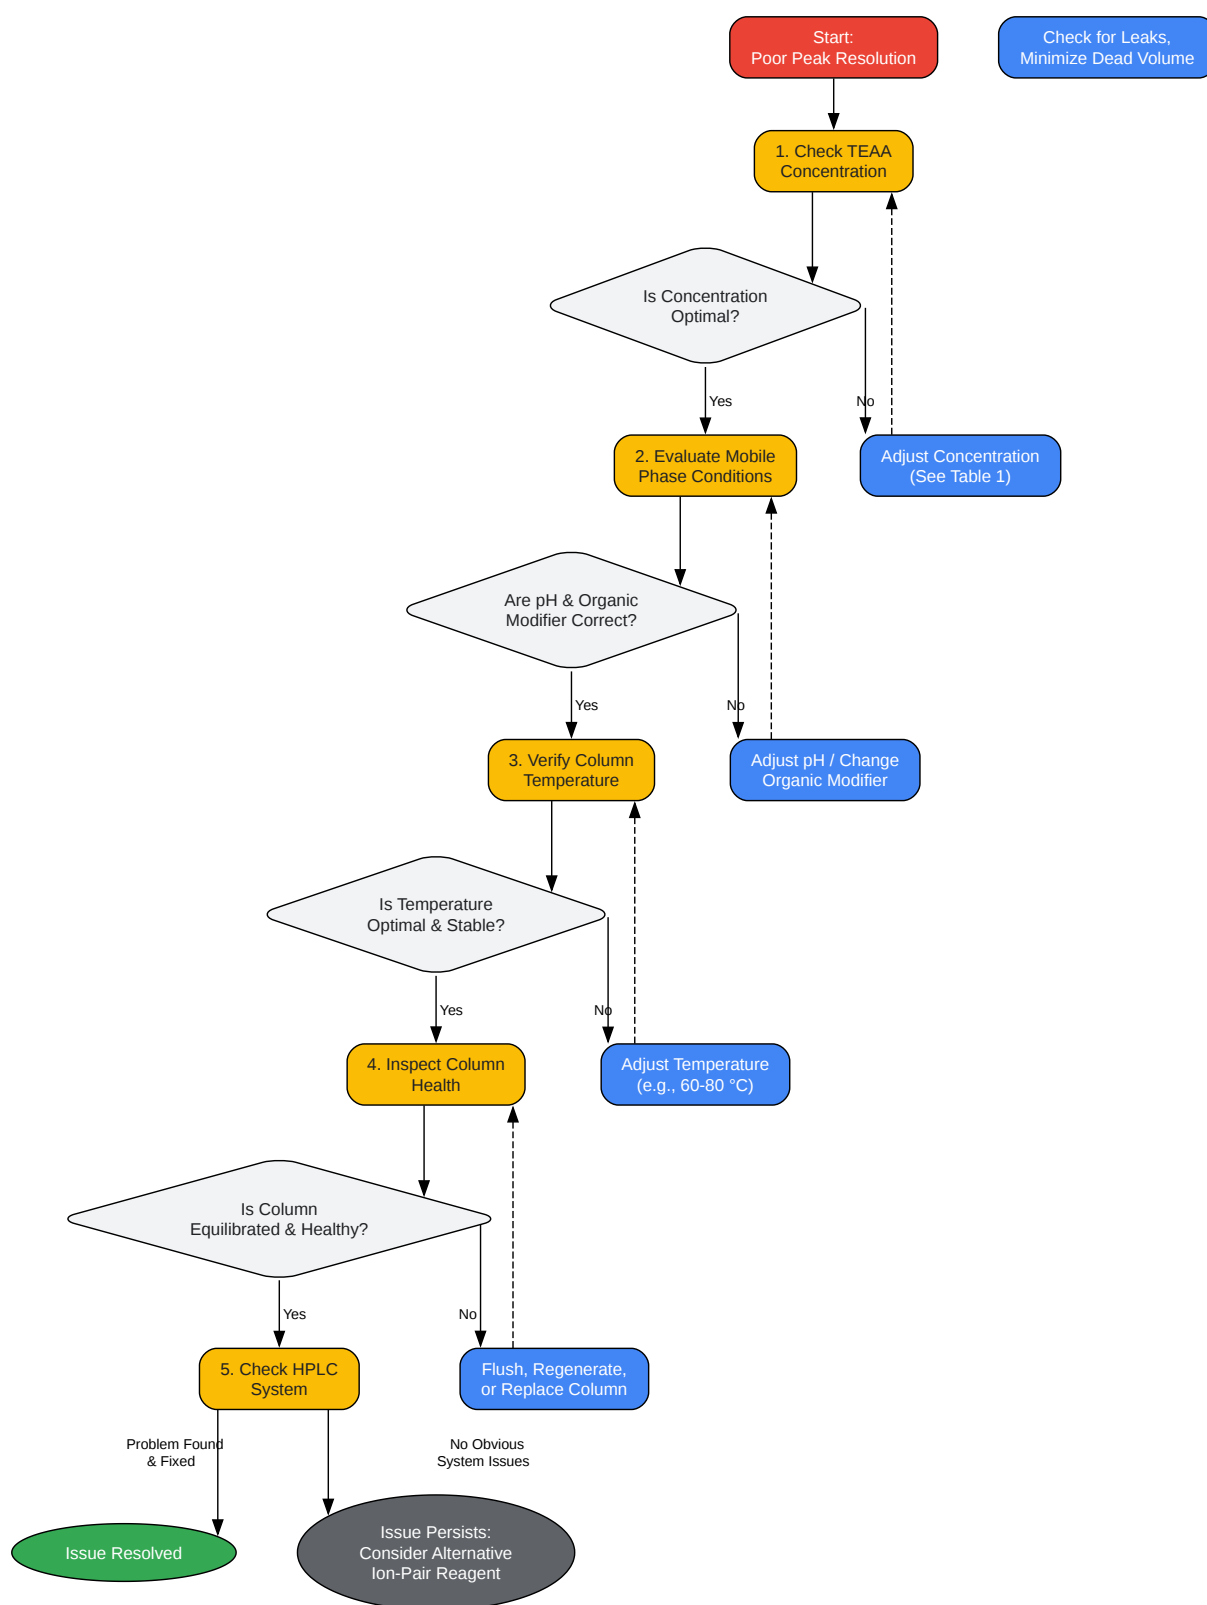 Start:
Poor Peak Resolution
Check for Leaks,
Minimize Dead Volume
1. Check TEAA
Concentration
Is Concentration
Optimal?
Yes
No
2. Evaluate Mobile
Phase Conditions
Adjust Concentration
(See Table 1)
Are pH & Organic
Modifier Correct?
Yes
No
3. Verify Column
Temperature
Adjust pH / Change
Organic Modifier
Is Temperature
Optimal & Stable?
Yes
No
4. Inspect Column
Health
Adjust Temperature
(e.g., 60-80 °C)
Is Column
Equilibrated & Healthy?
Yes
No
5. Check HPLC
System
Flush, Regenerate,
or Replace Column
Problem Found
& Fixed
No Obvious
System Issues
Issue Resolved
Issue Persists:
Consider Alternative
Ion-Pair Reagent